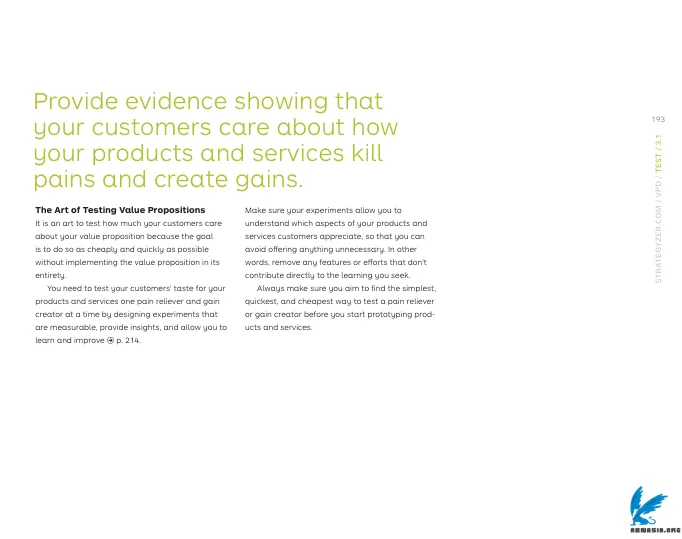 Provide evidence showing that
your customers care about how
your products and services kill
pains and create gains.
The Art of Testing Value Propositions
It is an art to test how much your customers care
about your value proposition because the goal
is to do so as cheaply and quickly as possible
without implementing the value proposition in its
entirety.
You need to test your customers' taste for your
products and services one pain reliever and gain
creator at a time by designing experiments that
are measurable, provide insights, and allow you to
learn and improve → p. 214.
Make sure your experiments allow you to
understand which aspects of your products and
services customers appreciate, so that you can
avoid offering anything unnecessary. In other
words, remove any features or efforts that don't
contribute directly to the learning you seek.
Always make sure you aim to find the simplest,
quickest, and cheapest way to test a pain reliever
or gain creator before you start prototyping prod-
ucts and services.
193
STRATEGYZER.COM / VPD / TEST / 3.1